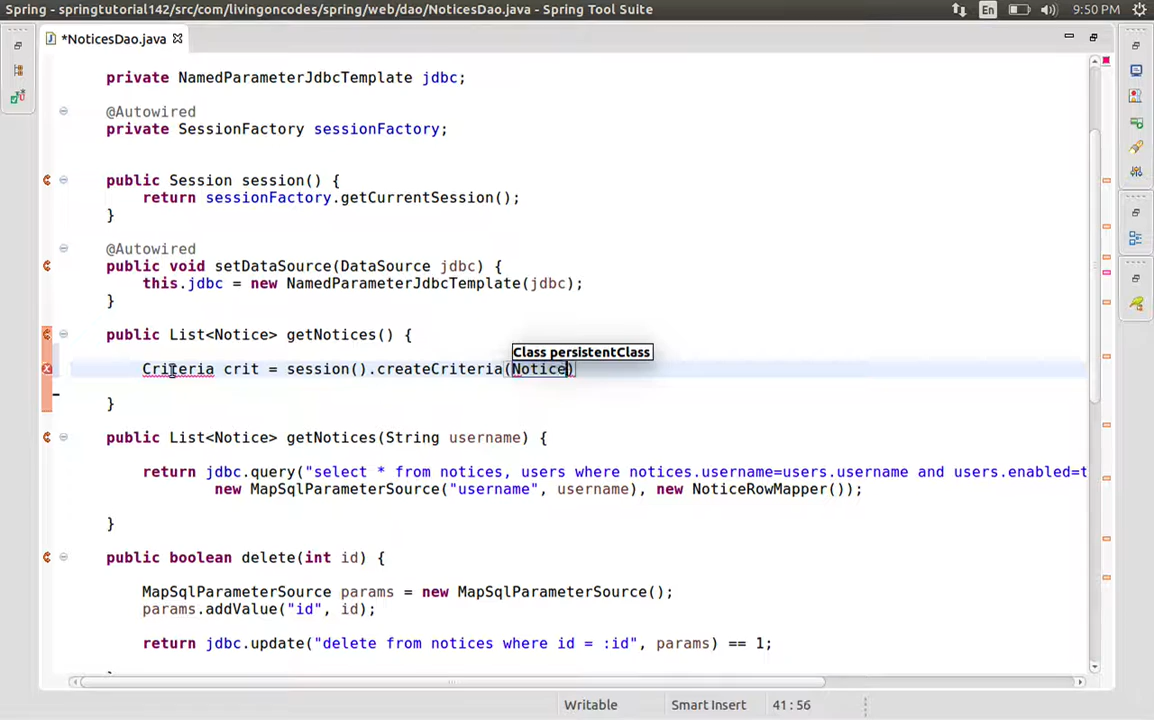 Spring - springtutorial142/src/com/livingoncodes/spring/web/dao/NoticesDao.java - Spring Tool Suite
En
9:50 PM
*NoticesDao.java
private NamedParameterJdbcTemplate jdbc;
@Autowired
private SessionFactory sessionFactory;
public Session session() {
return sessionFactory.getCurrentSession();
}
@Autowired
public void setDataSource(DataSource jdbc) {
this.jdbc = new NamedParameterJdbcTemplate(jdbc);
}
public List<Notice> getNotices() {
Class persistentClass
Criteria crit = session().createCriteria(Notice)
}
public List<Notice> getNotices(String username) {
return jdbc.query("select * from notices, users where notices.username=users.username and users.enabled=t
new MapSqlParameterSource("username", username), new NoticeRowMapper());
}
public boolean delete(int id) {
MapSqlParameterSource params = new MapSqlParameterSource();
params.addValue("id", id);
return jdbc.update("delete from notices where id = :id", params) == 1;
Writable
Smart Insert
41 : 56